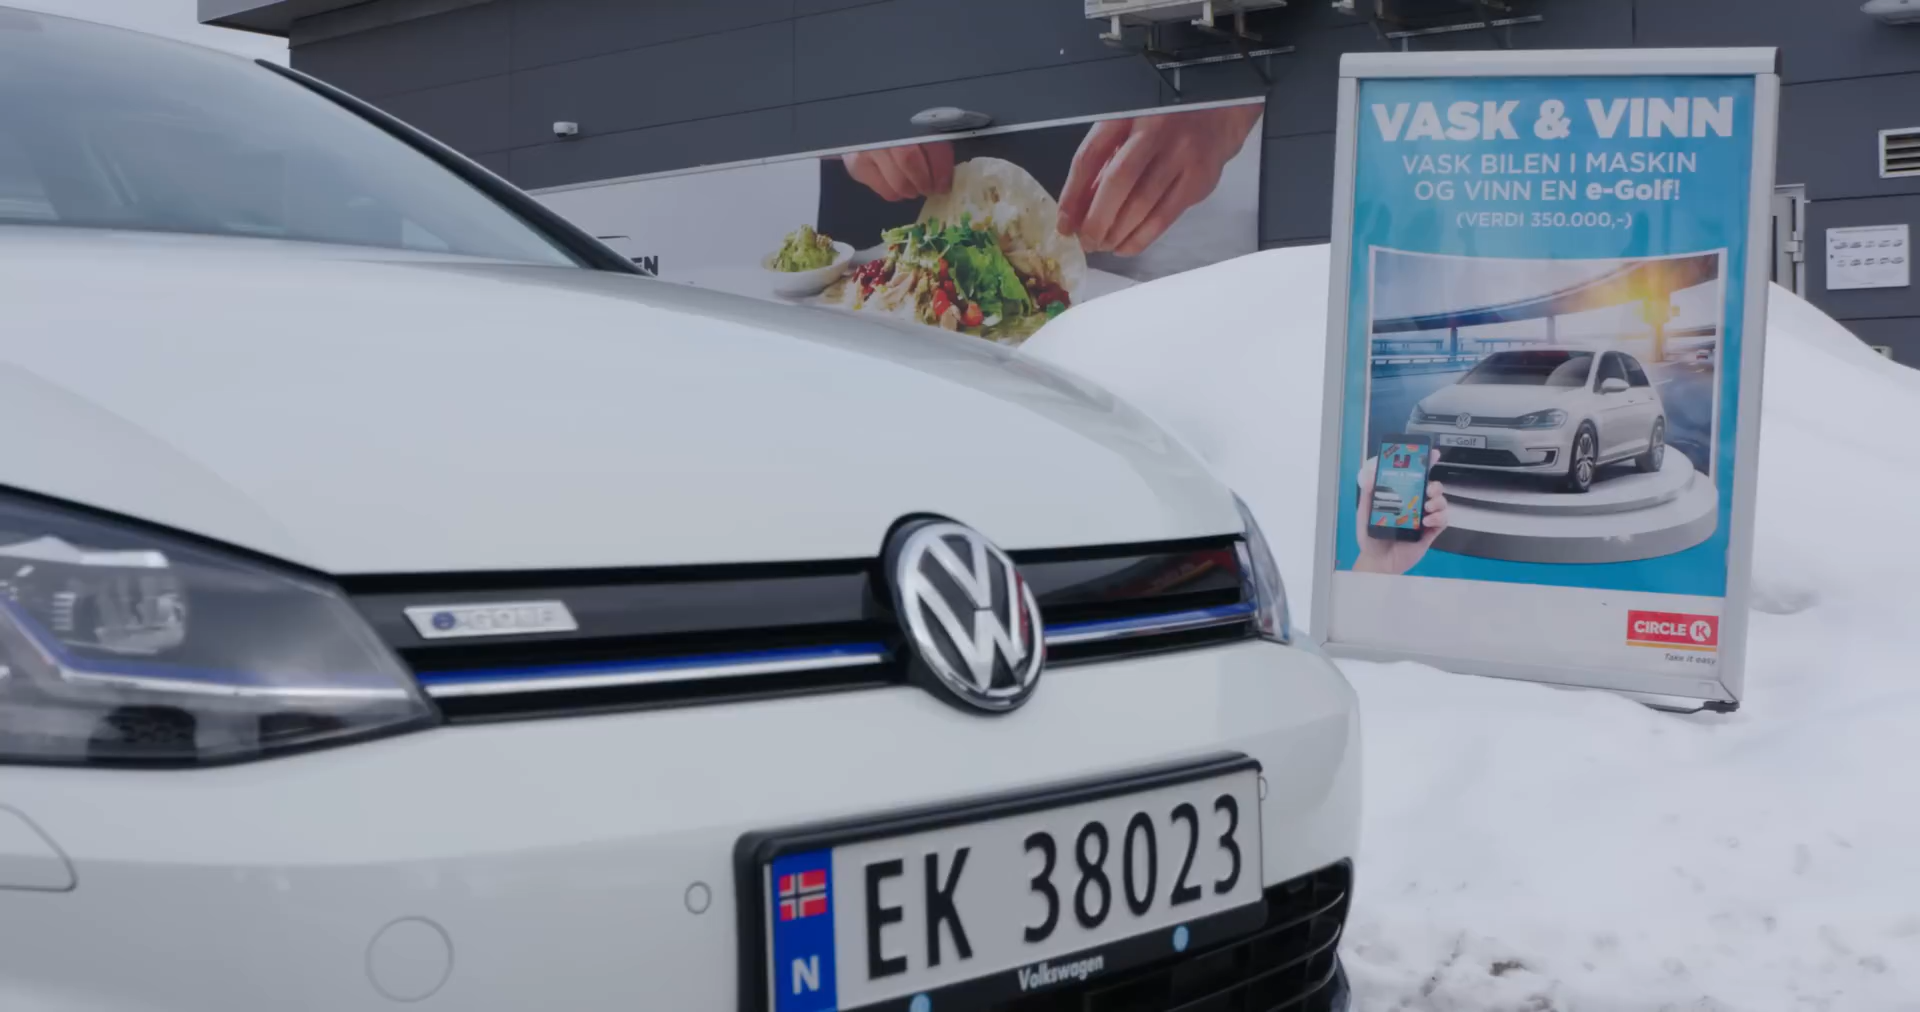 VASK & VINN
VASK BILEN I MASKIN
OG VINN EN e-Golf!
(VERDI 350.000,-)
e-Golf
CIRCLE K
Take it easy
e-GOLF
EK 38023
N
Volkswagen